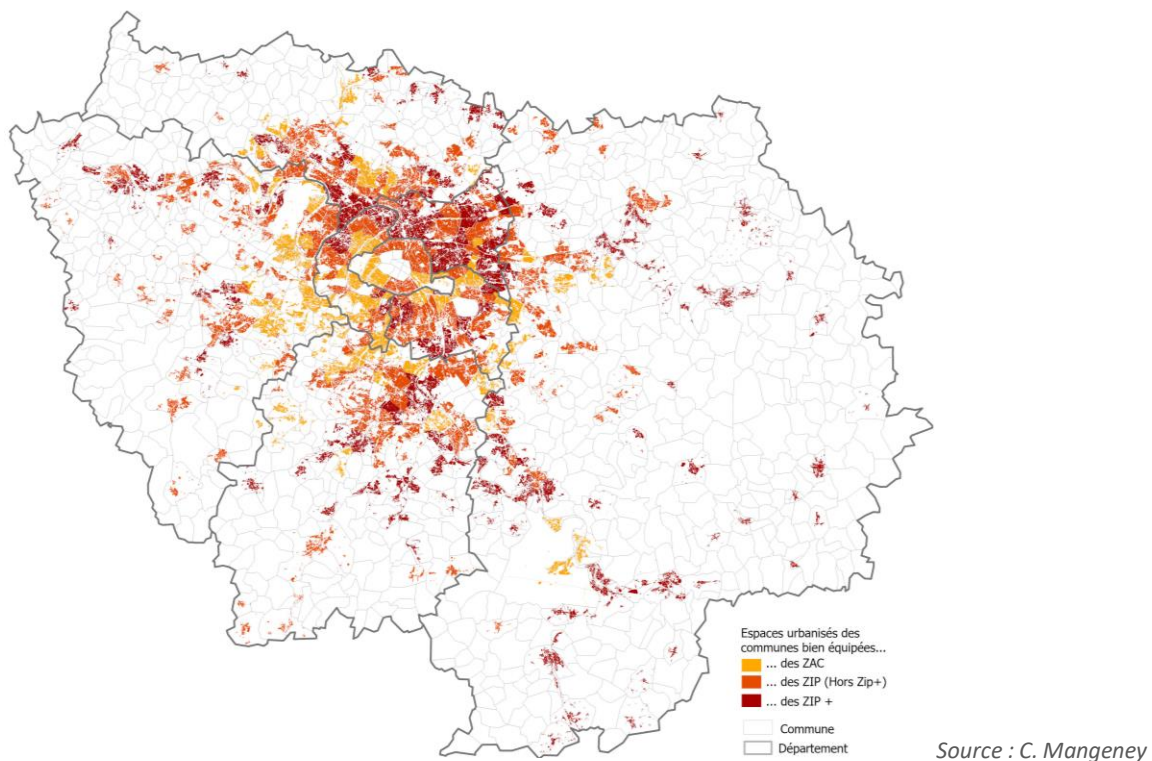 Espaces urbanisés des
communes bien équipées...
... des ZAC
... des ZIP (Hors Zip+)
... des ZIP +
Commune
Département
Source : C. Mangeney